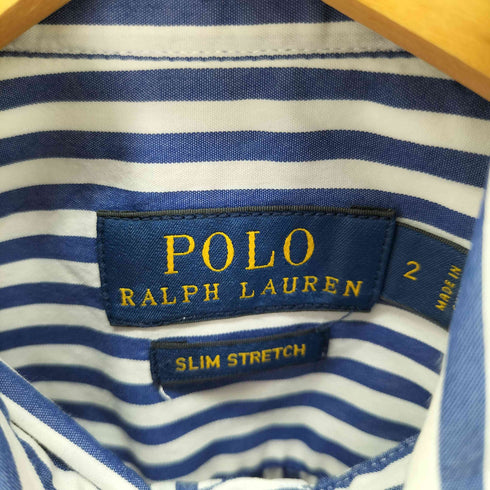 POLO
RALPH LAUREN
2
MADE IN
SLIM STRETCH